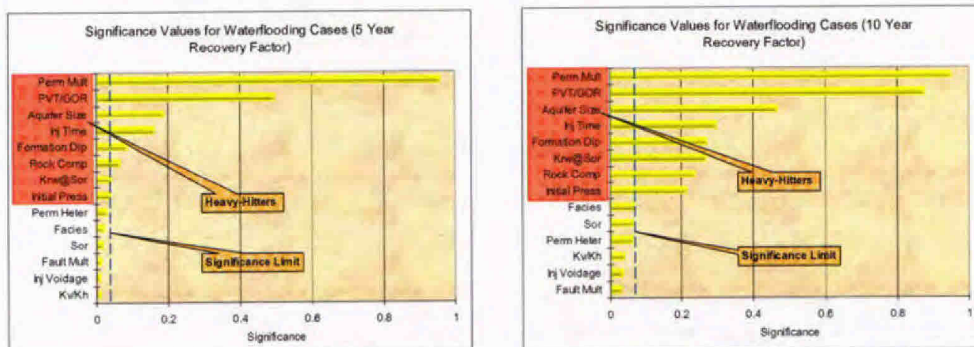 Significance Values for Waterflooding Cases (5 Year
Recovery Factor)
Perm Mult
PVT/GOR
Aquifer Size
Inj Time
Formation Dip
Rock Comp
Krw@Sor
Initial Press
Perm Heter
Facies
Sor
Fault Mult
Inj Voidage
Kv/Kh
Heavy-Hitters
Significance Limit
0 0.2 0.4 0.6 0.8 1
Significance
Significance Values for Waterflooding Cases (10 Year
Recovery Factor)
Perm Mult
PVT/GOR
Aquifer Size
Inj Time
Formation Dip
Krw@Sor
Rock Comp
Initial Press
Facies
Sor
Perm Heter
Kv/Kh
Inj Voidage
Fault Mult
Heavy-Hitters
Significance Limit
0 0.2 0.4 0.6 0.8 1
Significance